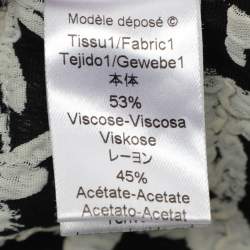 Modèle déposé ©
Tissu1/Fabric1
Tejido1/Gewebe1
本体
53%
Viscose-Viscosa
Viskose
レーヨン
45%
Acétate-Acetate
Acetato-Acetat